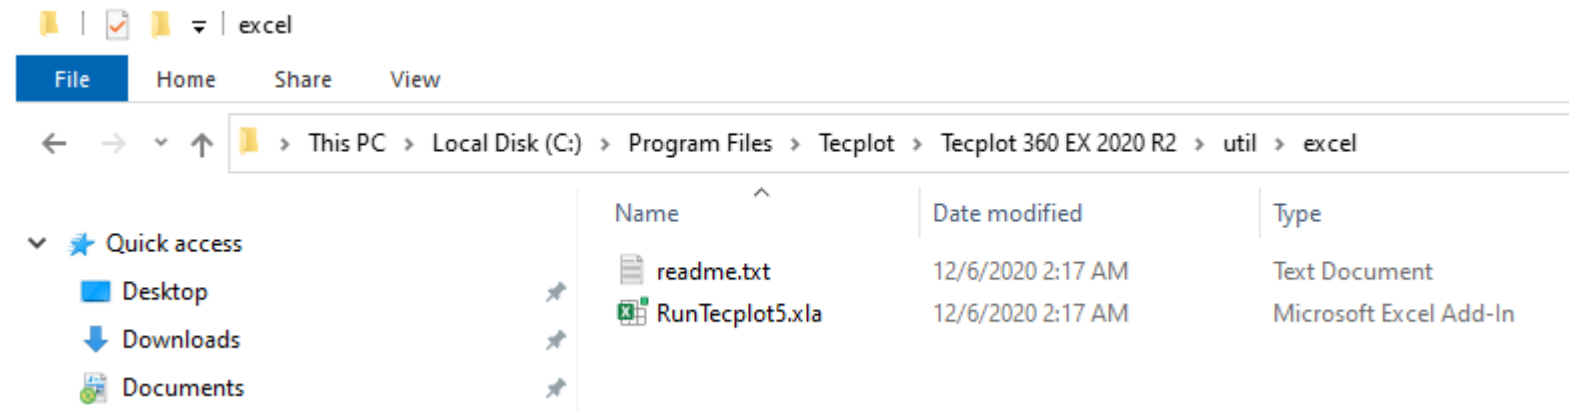 excel
File Home Share View
This PC > Local Disk (C:) > Program Files > Tecplot > Tecplot 360 EX 2020 R2 > util > excel
Name Date modified Type
Quick access
readme.txt 12/6/2020 2:17 AM Text Document
Desktop
RunTecplot5.xla 12/6/2020 2:17 AM Microsoft Excel Add-In
Downloads
Documents